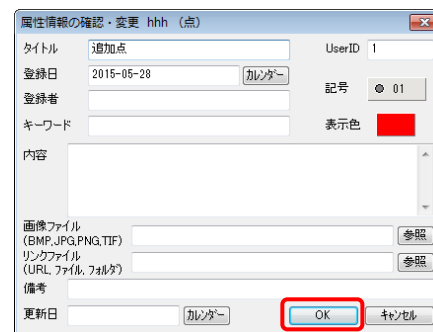 属性情報の確認・変更 hhh （点）
タイトル 追加点 UserID 1
登録日 2015-05-28 カレンダー
記号 ● 01
登録者
キーワード 表示色
内容
画像ファイル
(BMP,JPG,PNG,TIF) 参照
リンクファイル
(URL, ファイル, フォルダ) 参照
備考
更新日 カレンダー OK キャンセル